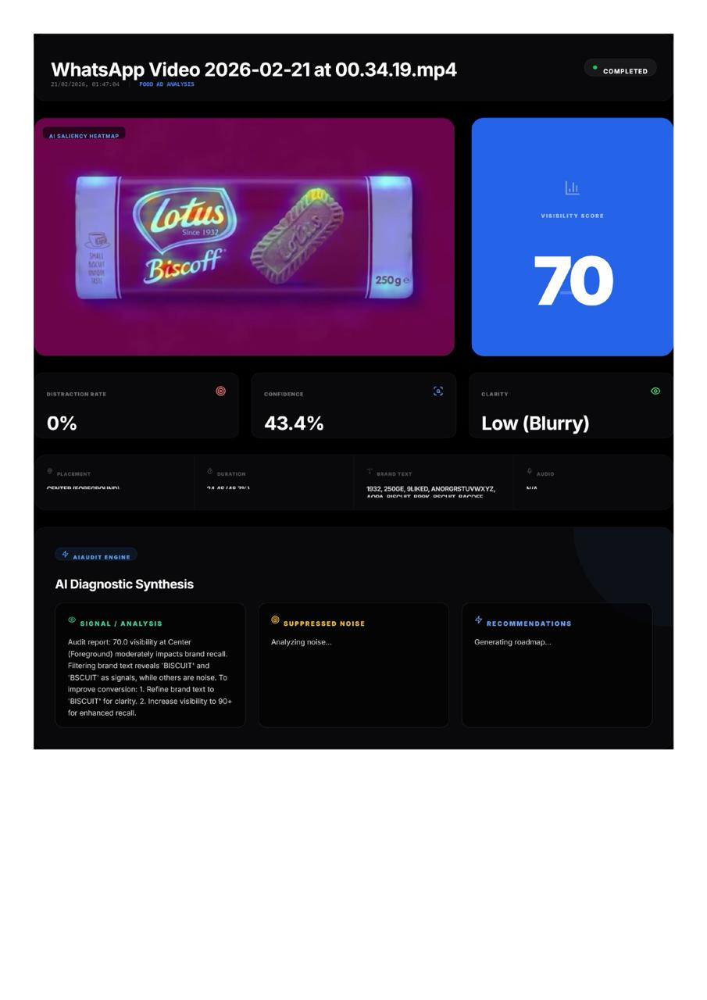 WhatsApp Video 2026-02-21 at 00.34.19.mp4
COMPLETED
21/02/2026, 01:47:04 | FOOD AD ANALYSIS
AI SALIENCY HEATMAP
Lotus
Since 1932
Biscoff®
Lotus
SMALL
BISCUIT
UNIQUE
TASTE
250g e
VISIBILITY SCORE
70
DISTRACTION RATE
0%
CONFIDENCE
43.4%
CLARITY
Low (Blurry)
PLACEMENT
CENTER (FOREGROUND)
DURATION
24.4S (48.7%)
BRAND TEXT
1932, 250GE, 9LIKED, ANORGRSTUVWXYZ,
BISCUIT,
AUDIO
N/A
AIAUDIT ENGINE
AI Diagnostic Synthesis
SIGNAL / ANALYSIS
Audit report: 70.0 visibility at Center
(Foreground) moderately impacts brand recall.
Filtering brand text reveals 'BISCUIT' and
'BSCUIT' as signals, while others are noise. To
improve conversion: 1. Refine brand text to
'BISCUIT' for clarity. 2. Increase visibility to 90+
for enhanced recall.
SUPPRESSED NOISE
Analyzing noise...
RECOMMENDATIONS
Generating roadmap...